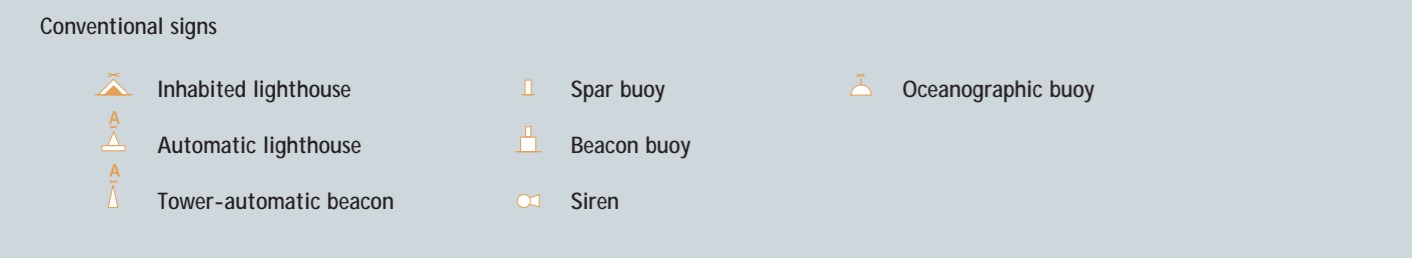 Conventional signs
Inhabited lighthouse
A
Automatic lighthouse
A
Tower-automatic beacon
Spar buoy
Beacon buoy
Siren
Oceanographic buoy